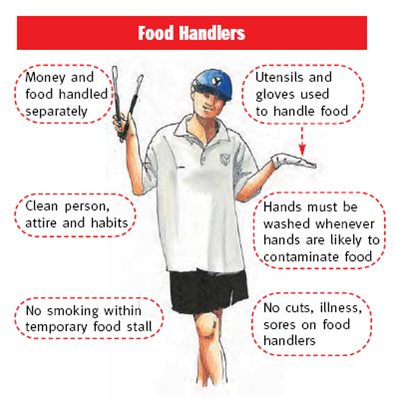 Food Handlers
Money and
food handled
separately
Utensils and
gloves used
to handle food
Clean person,
attire and habits
Hands must be
washed whenever
hands are likely to
contaminate food
No smoking within
temporary food stall
No cuts, illness,
sores on food
handlers